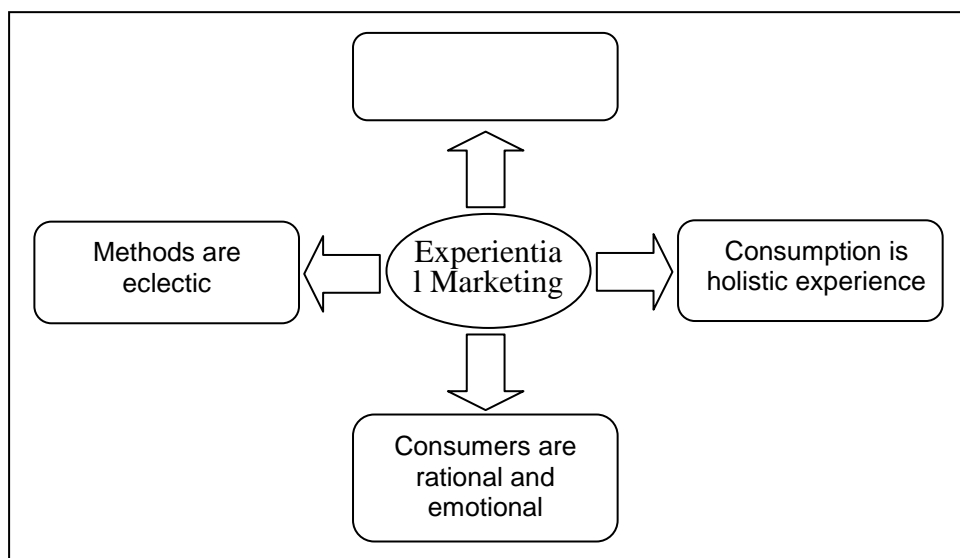 Methods are
eclectic
Experientia
l Marketing
Consumption is
holistic experience
Consumers are
rational and
emotional